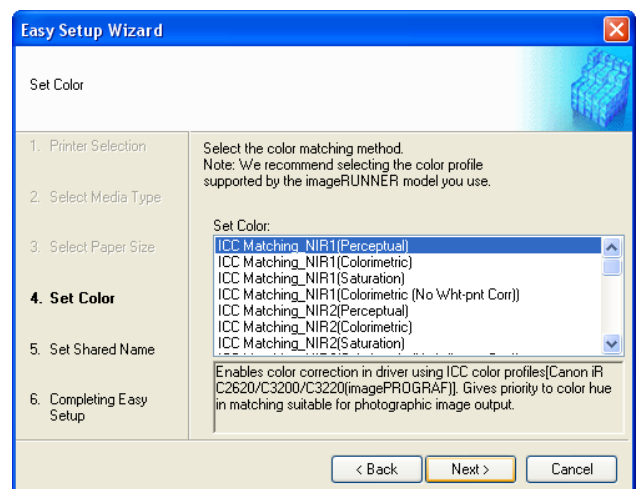 Easy Setup Wizard
Set Color
1. Printer Selection
2. Select Media Type
3. Select Paper Size
4. Set Color
5. Set Shared Name
6. Completing Easy
Setup
Select the color matching method.
Note: We recommend selecting the color profile
supported by the imageRUNNER model you use.
Set Color:
ICC Matching_NIR1(Perceptual)
ICC Matching_NIR1(Colorimetric)
ICC Matching_NIR1(Saturation)
ICC Matching_NIR1(Colorimetric (No Wht-pnt Corr))
ICC Matching_NIR2(Perceptual)
ICC Matching_NIR2(Colorimetric)
ICC Matching_NIR2(Saturation)
Enables color correction in driver using ICC color profiles[Canon iR
C2620/C3200/C3220(imagePROGRAF)]. Gives priority to color hue
in matching suitable for photographic image output.
< Back
Next >
Cancel